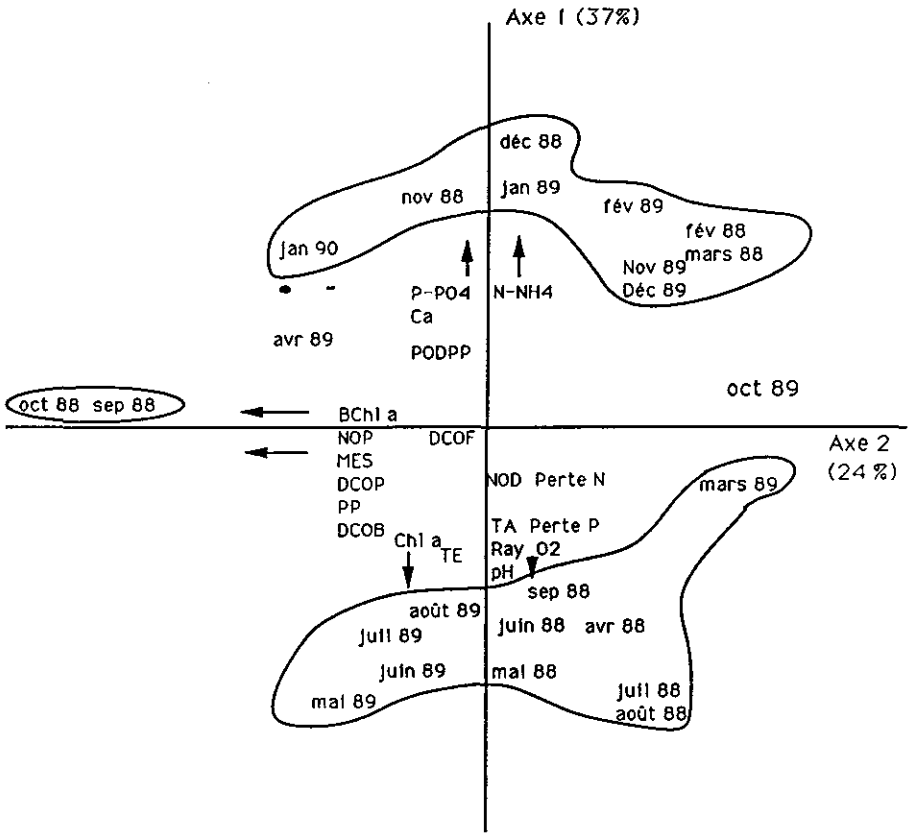 Axe 1 (37%)
déc 88
nov 88
jan 89
fév 89
jan 90
fév 88
mars 88
Nov 89
Déc 89
P-PO4
N-NH4
Ca
avr 89
PODPP
oct 88 sep 88
oct 89
BChl a
NOP
DCOF
Axe 2
(24%)
MES
DCOP
NOD Perte N
mars 89
PP
DCOB
TA Perte P
Chl a
TE
Ray O2
pH
sep 88
août 89
juil 89
juin 88
avr 88
juin 89
mai 88
mai 89
juil 88
août 88